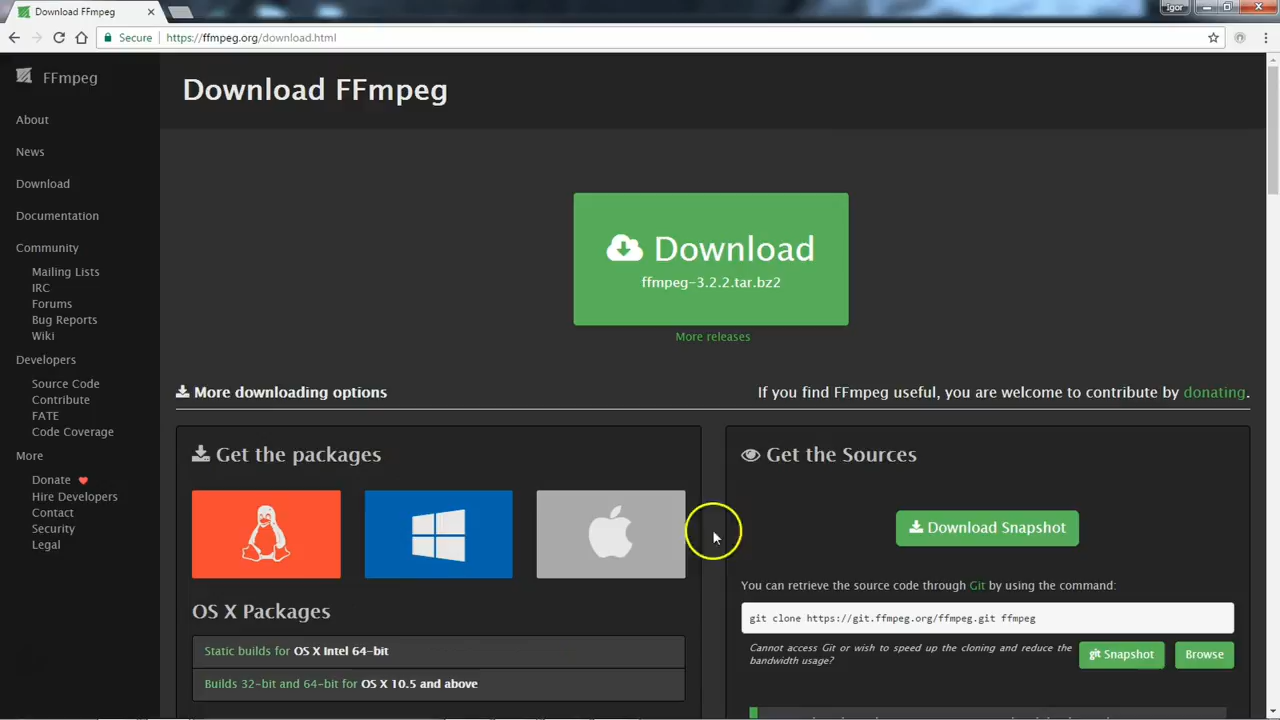 Download FFmpeg
Igor
Secure
https://ffmpeg.org/download.html
FFmpeg
About
News
Download
Documentation
Community
Mailing Lists
IRC
Forums
Bug Reports
Wiki
Developers
Source Code
Contribute
FATE
Code Coverage
More
Donate
Hire Developers
Contact
Security
Legal
Download FFmpeg
Download
ffmpeg-3.2.2.tar.bz2
More releases
More downloading options
If you find FFmpeg useful, you are welcome to contribute by donating.
Get the packages
OS X Packages
Static builds for OS X Intel 64-bit
Builds 32-bit and 64-bit for OS X 10.5 and above
Get the Sources
Download Snapshot
You can retrieve the source code through Git by using the command:
git clone https://git.ffmpeg.org/ffmpeg.git ffmpeg
Cannot access Git or wish to speed up the cloning and reduce the
bandwidth usage?
git Snapshot
Browse